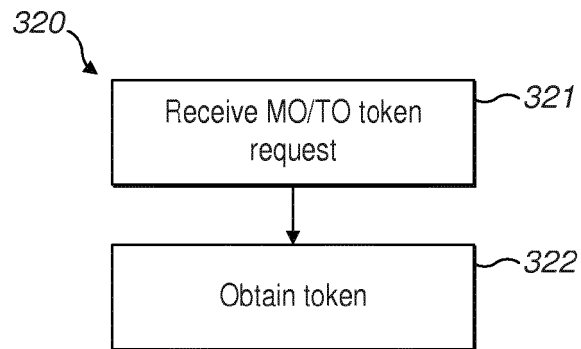 320
Receive MO/TO token
request
321
Obtain token
322